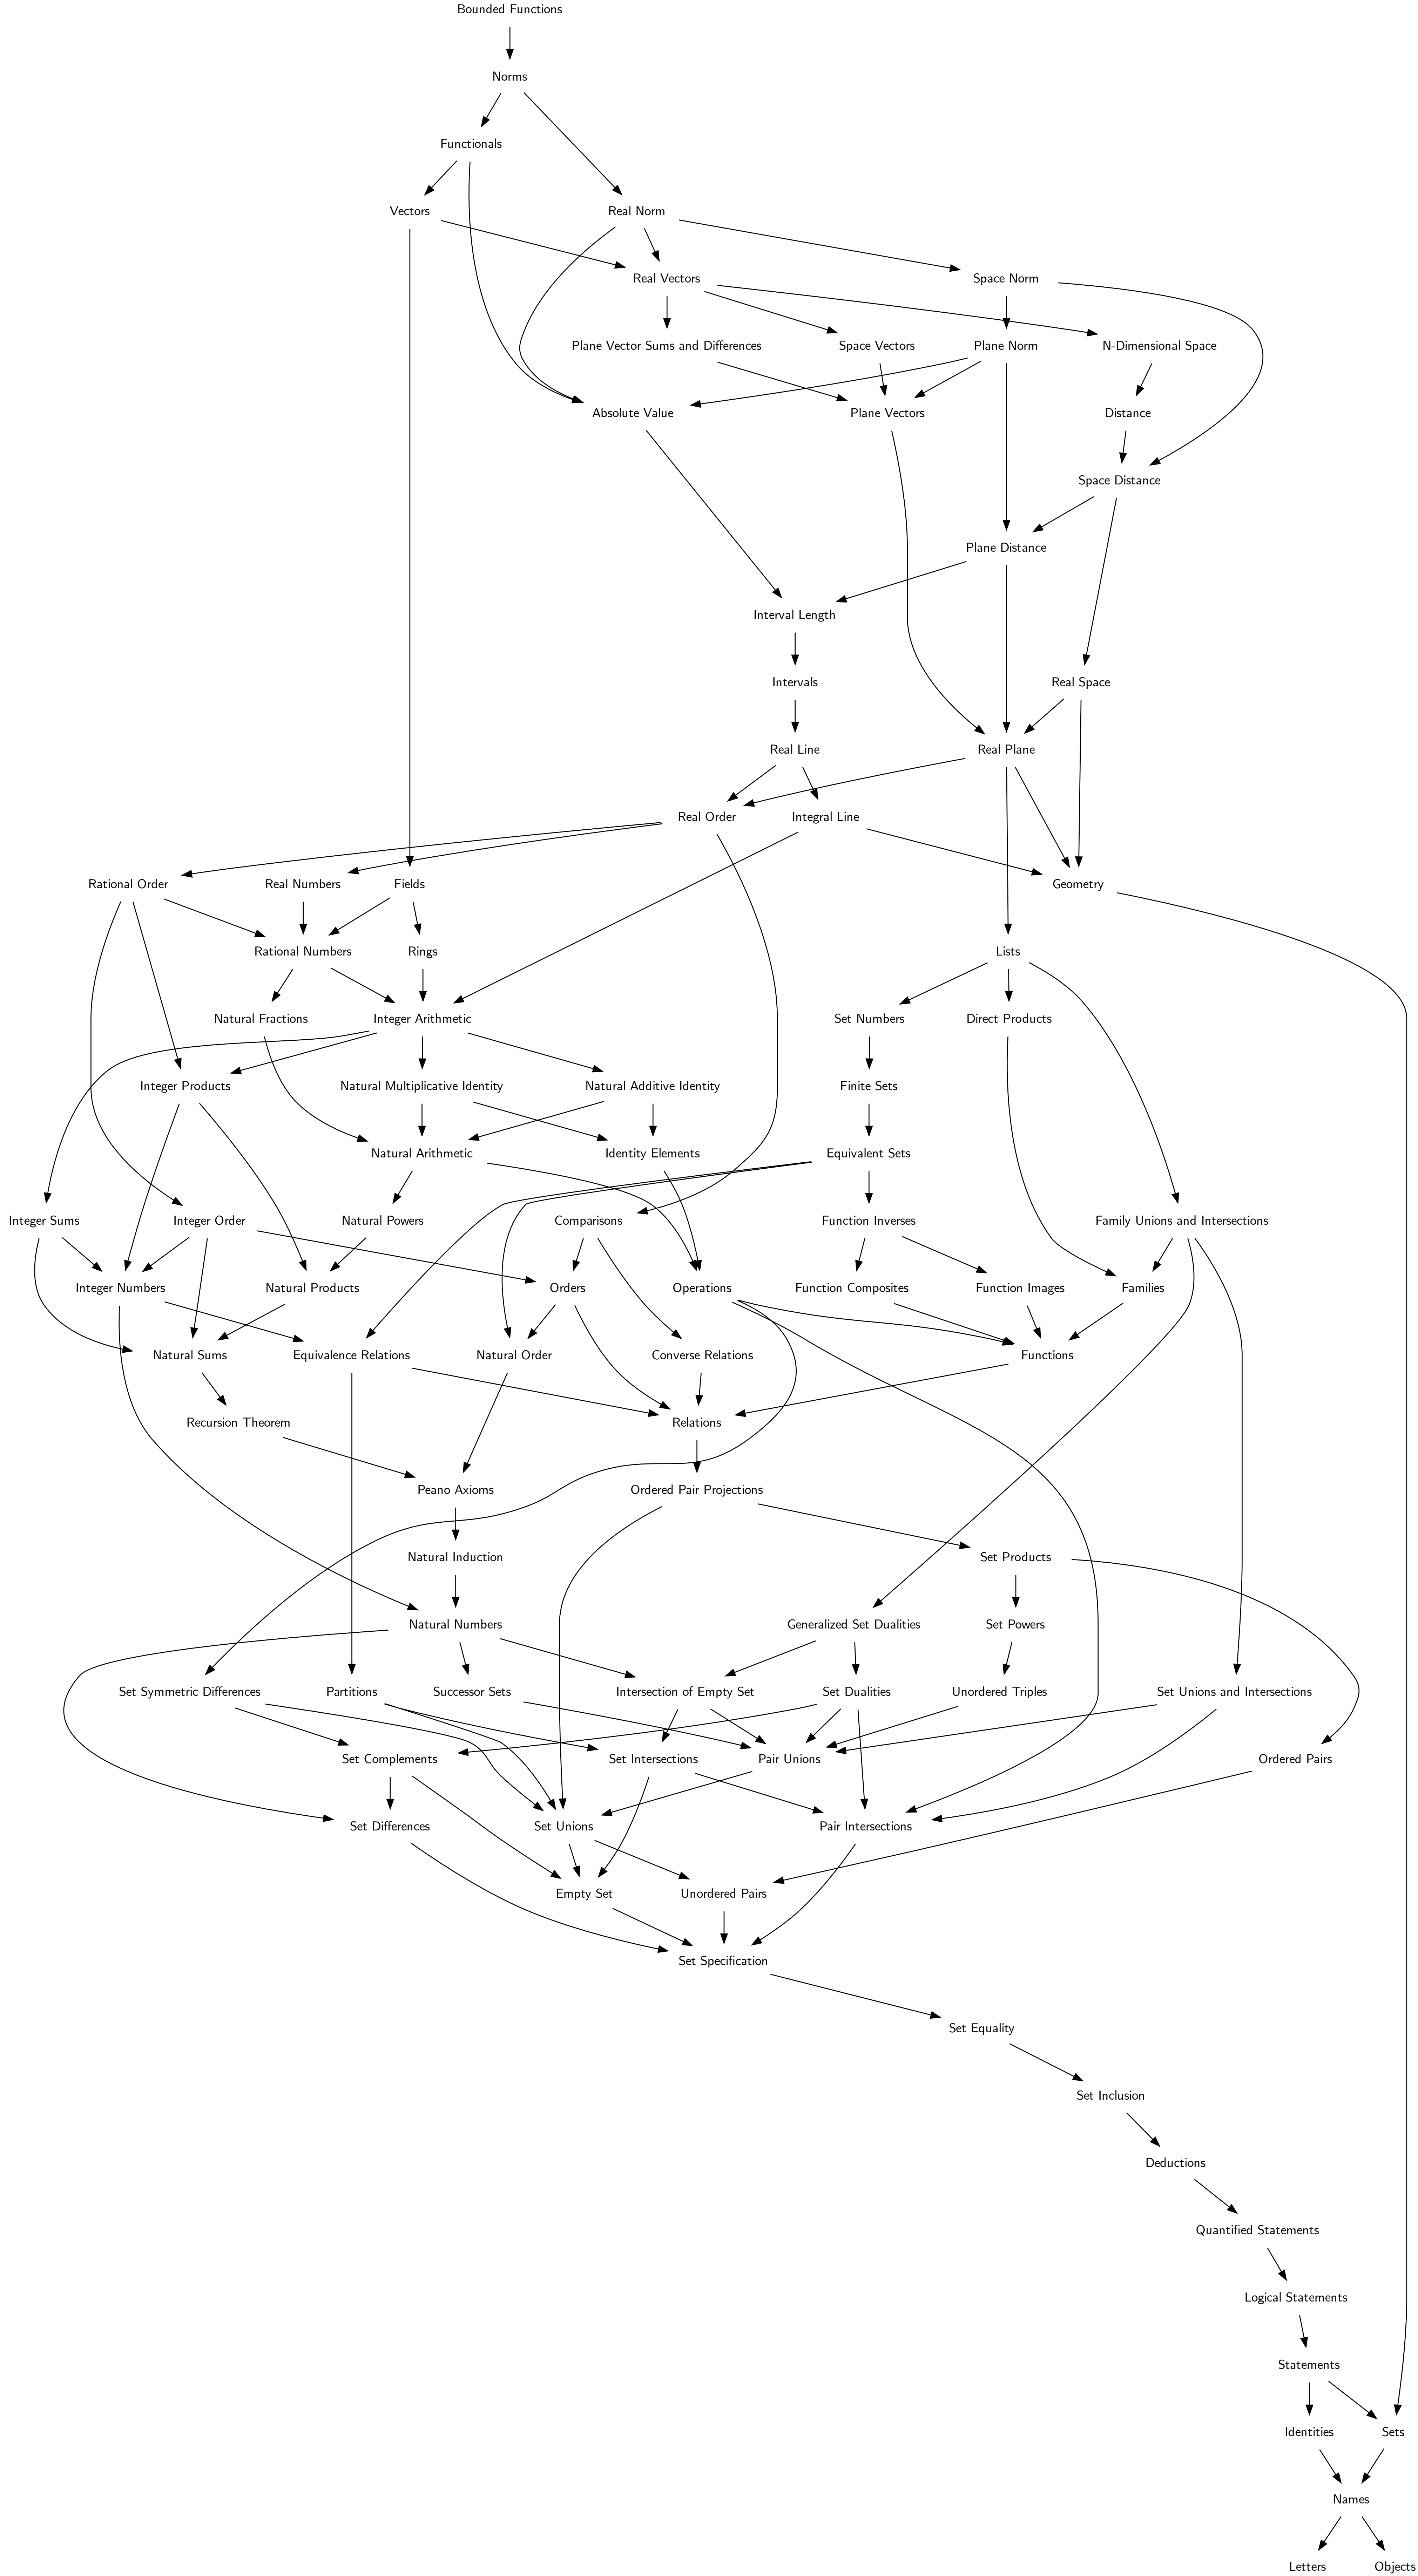 Bounded Functions
Norms
Functionals
Vectors
Real Norm
Real Vectors
Space Norm
Plane Vector Sums and Differences
Space Vectors
Plane Norm
N-Dimensional Space
Absolute Value
Plane Vectors
Distance
Space Distance
Plane Distance
Interval Length
Intervals
Real Space
Real Line
Real Plane
Real Order
Integral Line
Rational Order
Real Numbers
Fields
Geometry
Rational Numbers
Rings
Lists
Natural Fractions
Integer Arithmetic
Set Numbers
Direct Products
Integer Products
Natural Multiplicative Identity
Natural Additive Identity
Finite Sets
Natural Arithmetic
Identity Elements
Equivalent Sets
Integer Sums
Integer Order
Natural Powers
Comparisons
Function Inverses
Family Unions and Intersections
Integer Numbers
Natural Products
Orders
Operations
Function Composites
Function Images
Families
Natural Sums
Equivalence Relations
Natural Order
Converse Relations
Functions
Recursion Theorem
Relations
Peano Axioms
Ordered Pair Projections
Natural Induction
Set Products
Natural Numbers
Generalized Set Dualities
Set Powers
Set Symmetric Differences
Partitions
Successor Sets
Intersection of Empty Set
Set Dualities
Unordered Triples
Set Unions and Intersections
Set Complements
Set Intersections
Pair Unions
Ordered Pairs
Set Differences
Set Unions
Pair Intersections
Empty Set
Unordered Pairs
Set Specification
Set Equality
Set Inclusion
Deductions
Quantified Statements
Logical Statements
Statements
Identities
Sets
Names
Letters
Objects